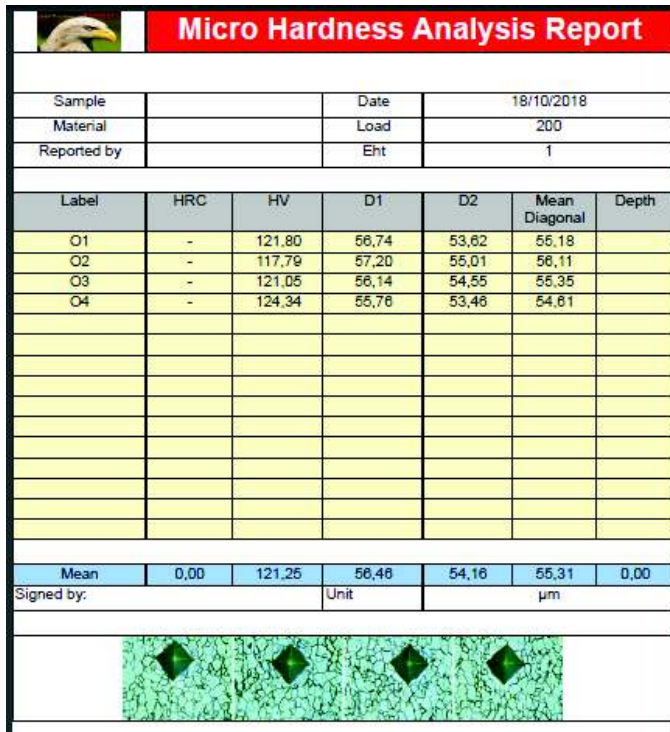 Micro Hardness Analysis Report
Sample Date 18/10/2018
Material Load 200
Reported by Eht 1
Label HRC HV D1 D2 Mean Diagonal Depth
O1 - 121,80 56,74 53,62 55,18
O2 - 117,79 57,20 55,01 56,11
O3 - 121,05 56,14 54,55 55,35
O4 - 124,34 55,76 53,46 54,61
Mean 0,00 121,25 56,46 54,16 55,31 0,00
Signed by: Unit µm